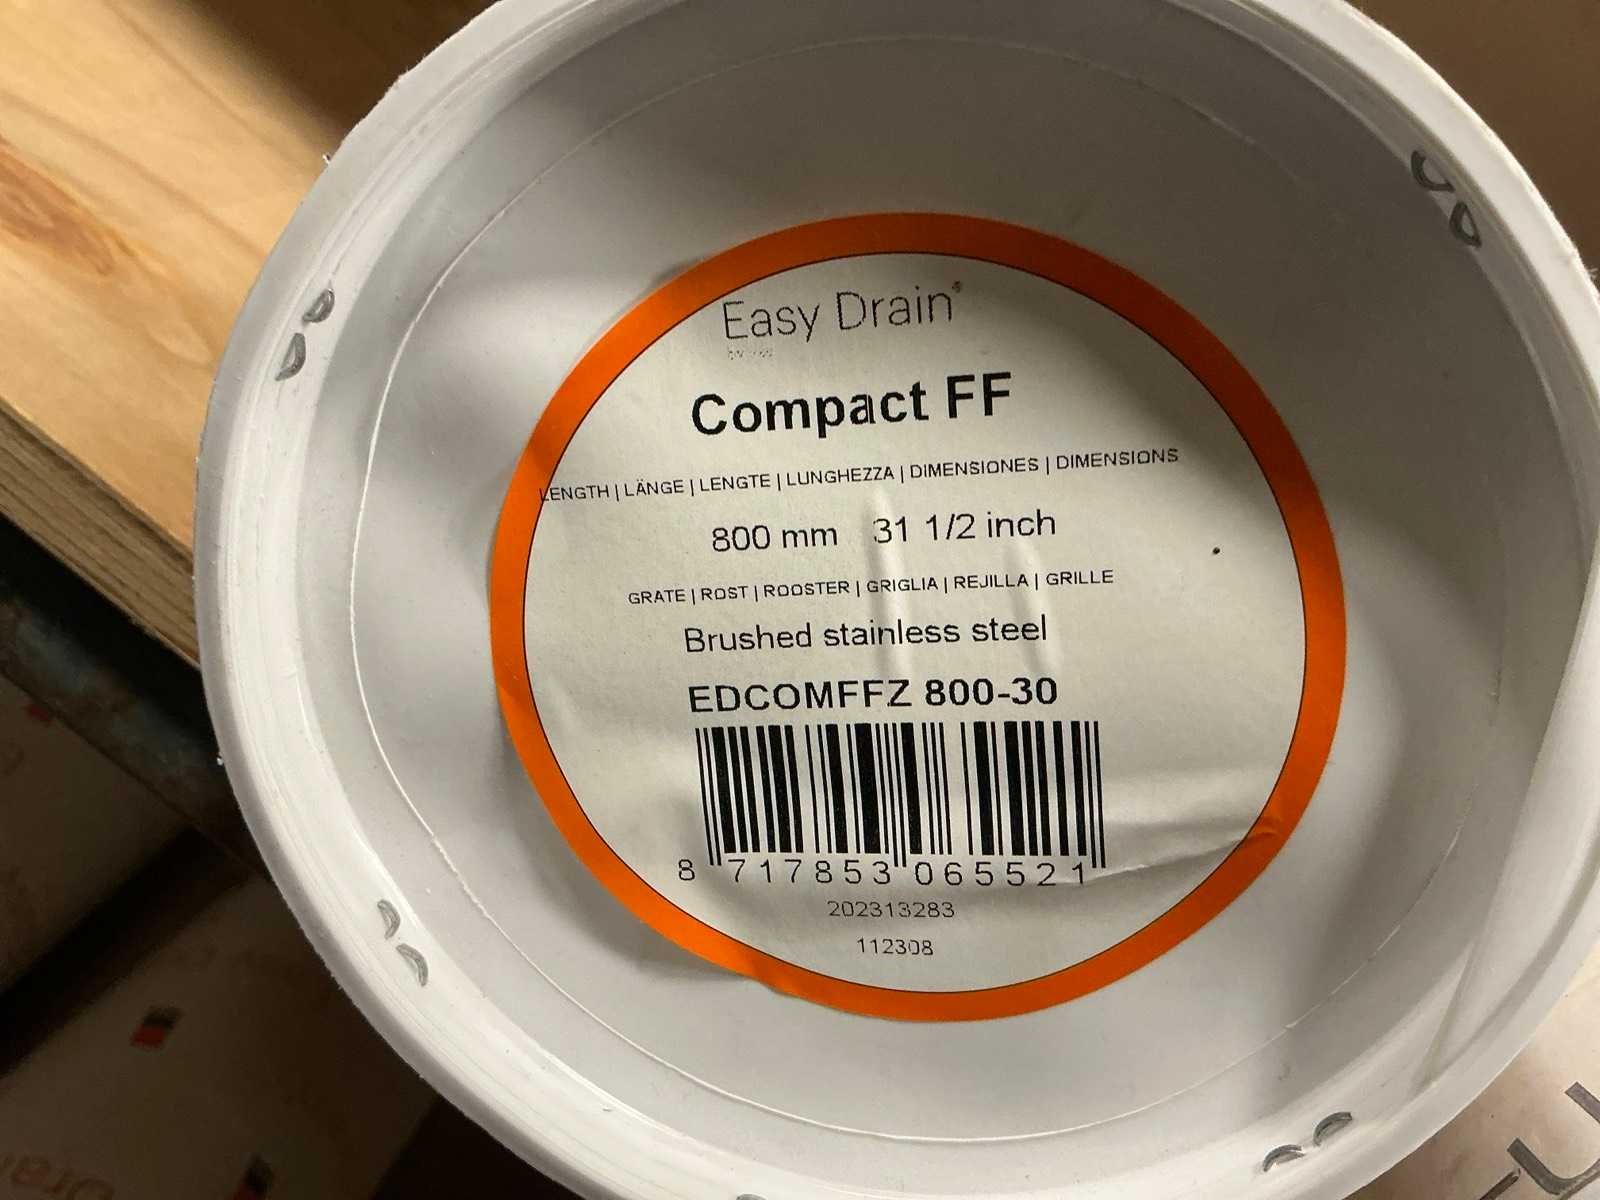 Easy Drain®
Compact FF
LENGTH | LÄNGE | LENGTE | LUNGHEZZA | DIMENSIONES | DIMENSIONS
800 mm 31 1/2 inch
GRATE | ROST | ROOSTER | GRIGLIA | REJILLA | GRILLE
Brushed stainless steel
EDCOMFFZ 800-30
8 717853 065521
202313283
112308